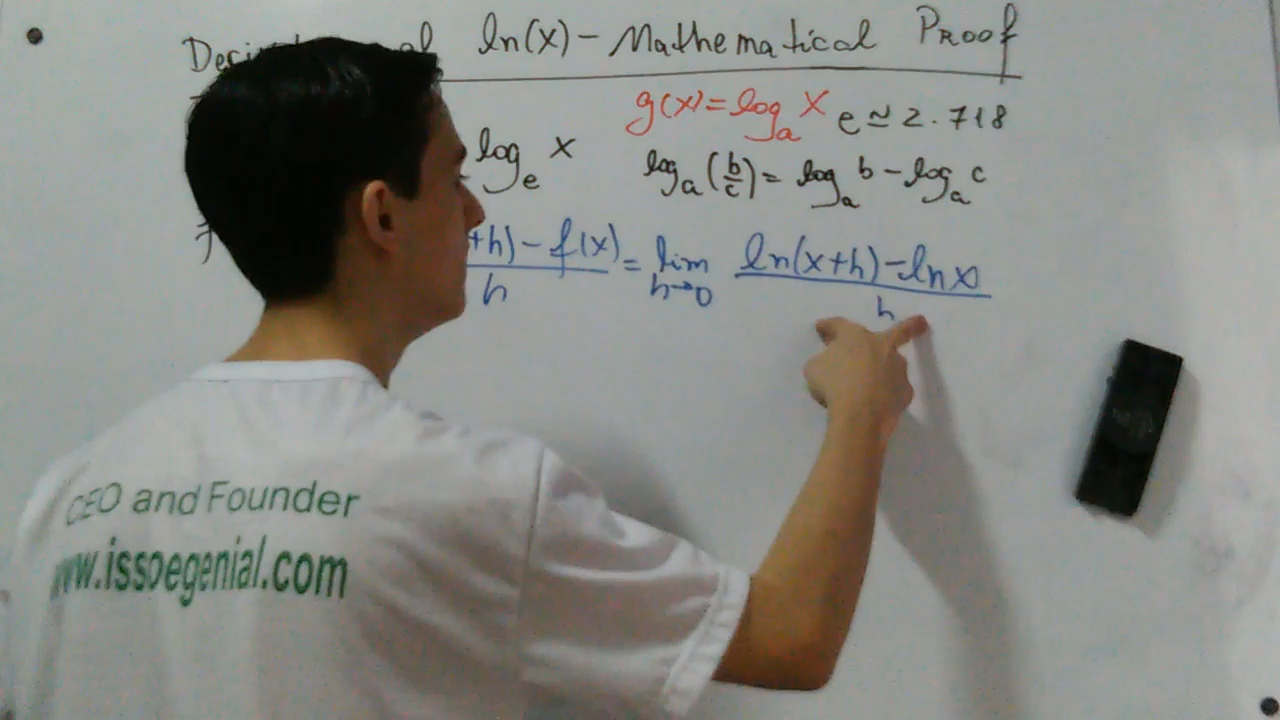 ln(x) - Mathematical Proof
g(x) = log_a x
e ≃ 2.718
log_e x
log_a (b/c) = log_a b - log_a c
+h) - f(x) / h = lim h→0 ln(x+h) - ln x / h
CEO and Founder
www.issoegenial.com